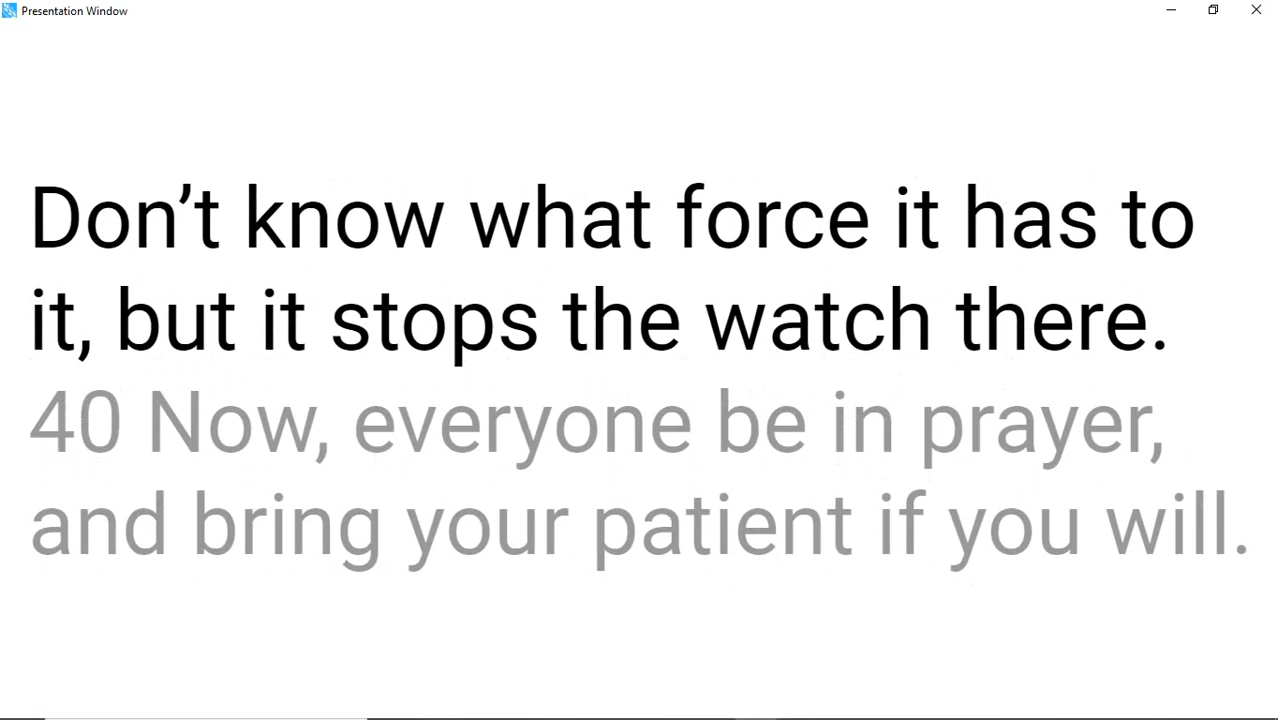 Presentation Window
Don’t know what force it has to
it, but it stops the watch there.
40 Now, everyone be in prayer,
and bring your patient if you will.